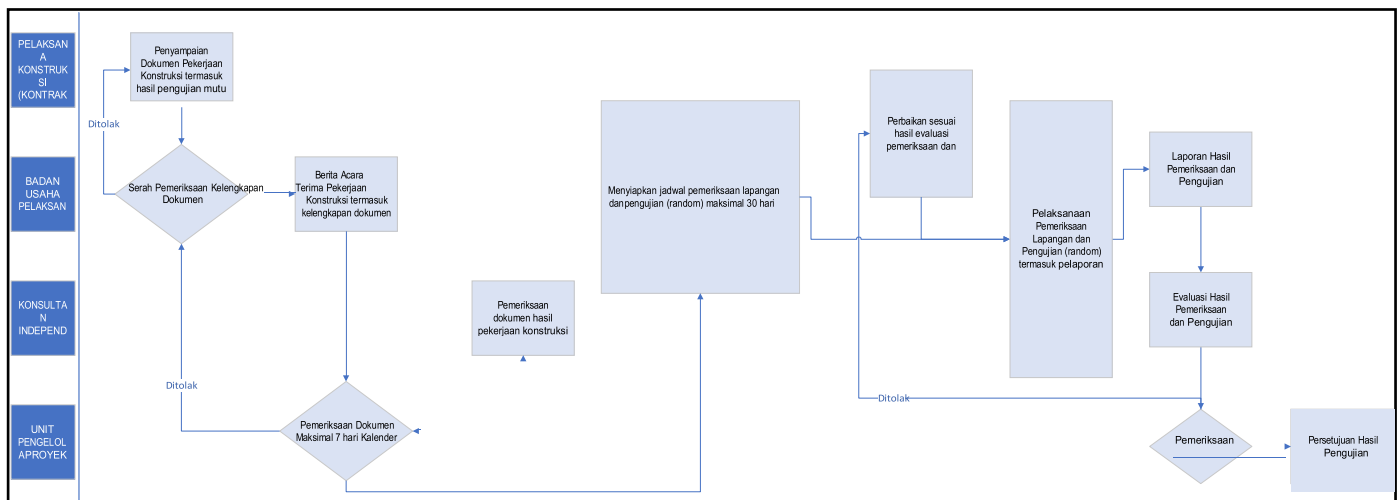 PELAKSAN
A
KONSTRUK
SI
(KONTRAK
BADAN
USAHA
PELAKSAN
KONSULTA
N
INDEPEND
UNIT
PENGELOL
APROYEK
Penyampaian
Dokumen Pekerjaan
Konstruksi termasuk
hasil pengujian mutu
Ditolak
Serah Pemeriksaan Kelengkapan
Dokumen
Berita Acara
Terima Pekerjaan
Konstruksi termasuk
kelengkapan dokumen
Ditolak
Pemeriksaan Dokumen
Maksimal 7 hari Kalender
Pemeriksaan
dokumen hasil
pekerjaan konstruksi
Menyiapkan jadwal pemeriksaan lapangan
danpengujian (random) maksimal 30 hari
Perbaikan sesuai
hasil evaluasi
pemeriksaan dan
Pelaksanaan
Pemeriksaan
Lapangan dan
Pengujian (random)
termasuk pelaporan
Laporan Hasil
Pemeriksaan dan
Pengujian
Evaluasi Hasil
Pemeriksaan
dan Pengujian
Ditolak
Pemeriksaan
Persetujuan Hasil
Pengujian